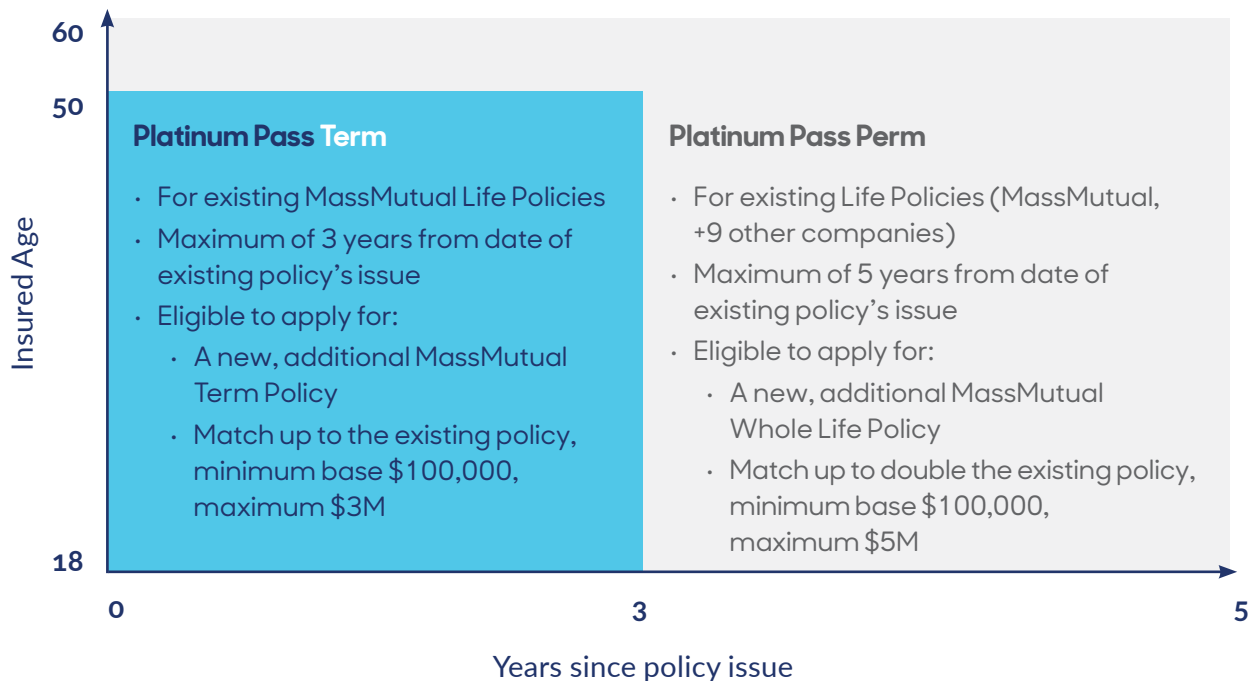 60
50
18
Insured Age
Platinum Pass Term
· For existing MassMutual Life Policies
· Maximum of 3 years from date of
existing policy’s issue
· Eligible to apply for:
· A new, additional MassMutual
Term Policy
· Match up to the existing policy,
minimum base $100,000,
maximum $3M
Platinum Pass Perm
· For existing Life Policies (MassMutual,
+9 other companies)
· Maximum of 5 years from date of
existing policy’s issue
· Eligible to apply for:
· A new, additional MassMutual
Whole Life Policy
· Match up to double the existing policy,
minimum base $100,000,
maximum $5M
0
3
5
Years since policy issue